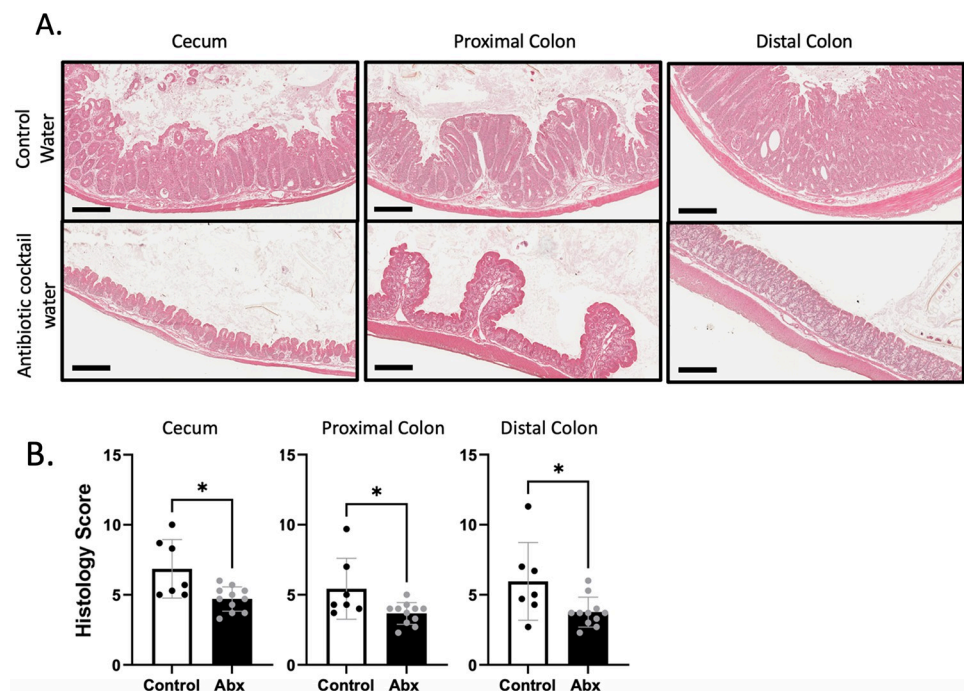 A.
Cecum
Proximal Colon
Distal Colon
Control
Water
Antibiotic cocktail
water
B.
Cecum
Proximal Colon
Distal Colon
Histology Score
15
10
5
0
*
Control Abx
15
10
5
0
*
Control Abx
15
10
5
0
*
Control Abx